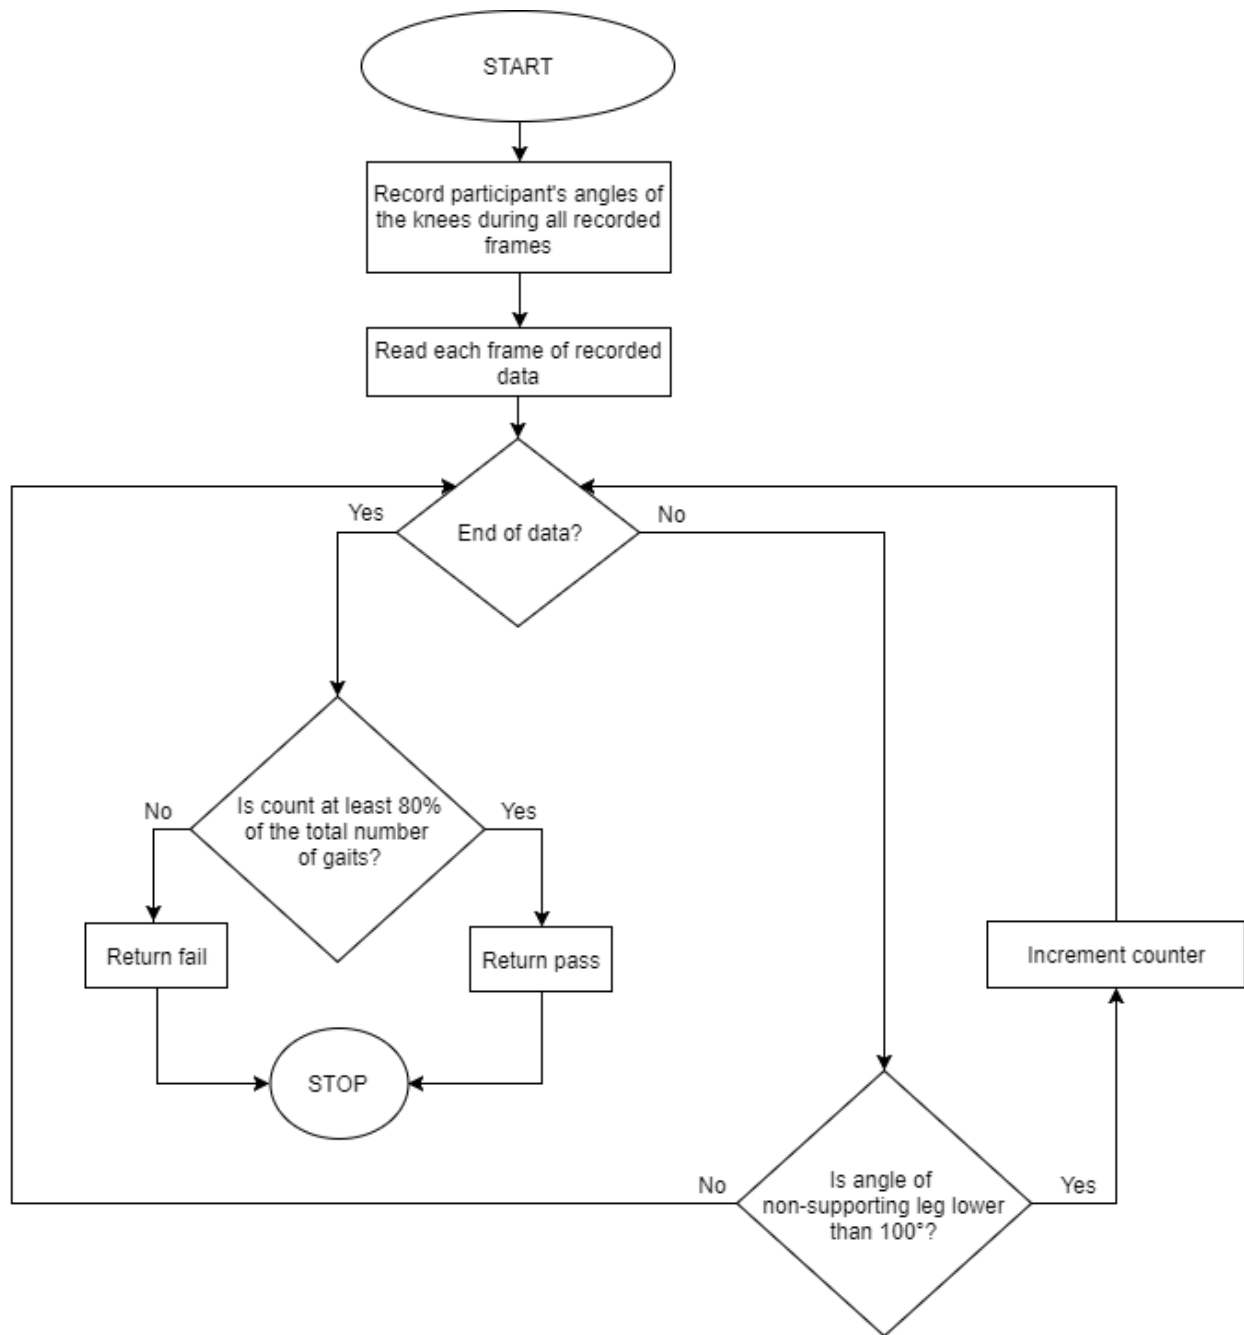 START
Record participant's angles of
the knees during all recorded
frames
Read each frame of recorded
data
End of data?
Yes
No
Is count at least 80%
of the total number
of gaits?
No
Yes
Return fail
Return pass
STOP
Is angle of
non-supporting leg lower
than 100°?
No
Yes
Increment counter